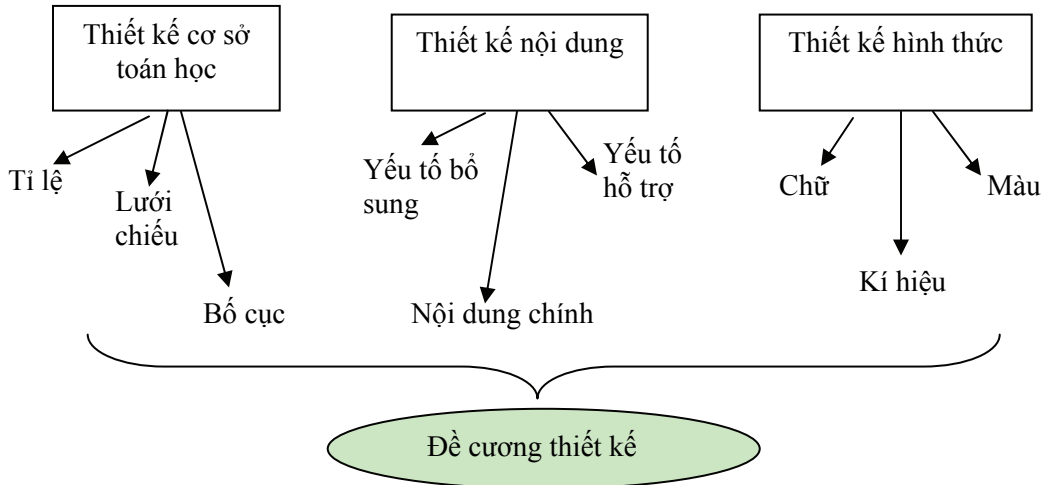 Thiết kế cơ sở
toán học
Thiết kế nội dung
Thiết kế hình thức
Tỉ lệ
Lưới
chiếu
Bố cục
Yếu tố bổ
sung
Nội dung chính
Yếu tố
hỗ trợ
Chữ
Kí hiệu
Màu
Đề cương thiết kế